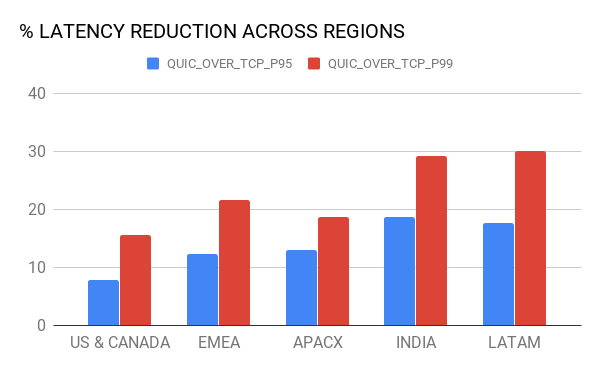 % LATENCY REDUCTION ACROSS REGIONS
QUIC_OVER_TCP_P95 QUIC_OVER_TCP_P99
40
30
20
10
0
US & CANADA EMEA APACX INDIA LATAM